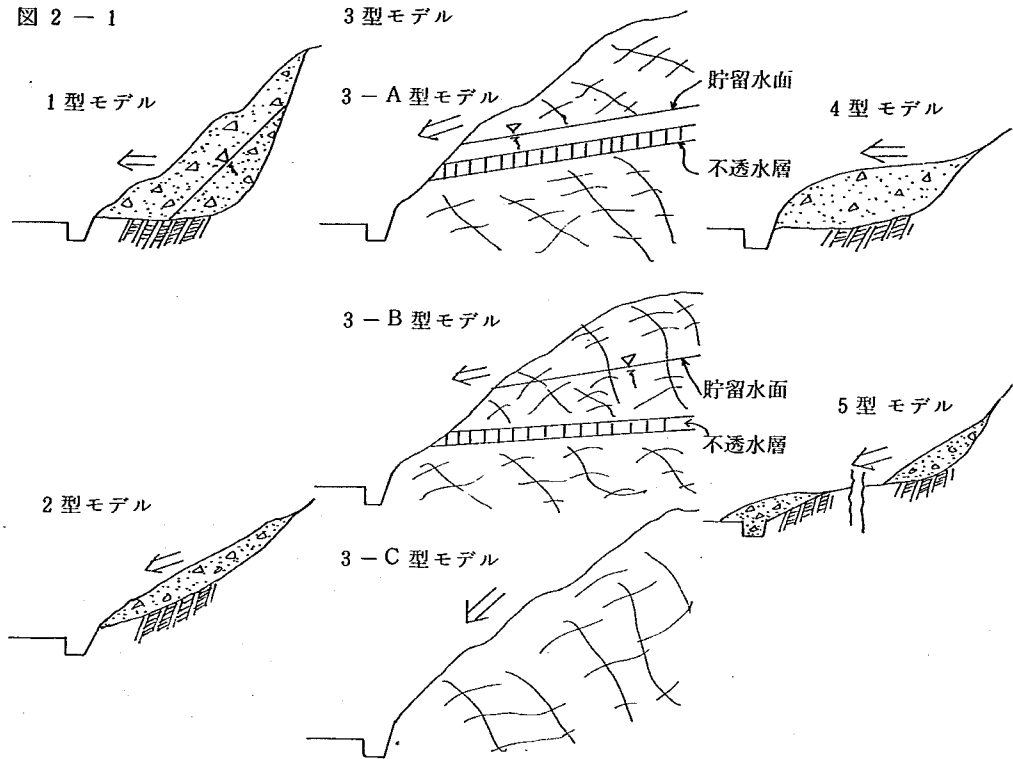 図2－1
1型モデル
3型モデル
3－A型モデル
貯留水面
不透水層
4型 モデル
3－B型モデル
貯留水面
不透水層
5型 モデル
2型モデル
3－C型モデル